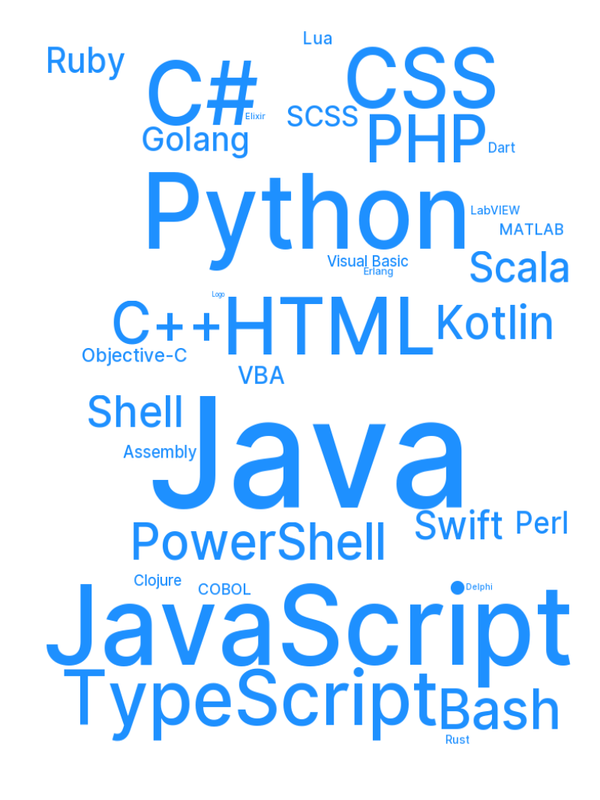 Lua
Ruby
CSS
C#
Elixir
SCSS
PHP
Golang
Dart
Python
LabVIEW
MATLAB
Visual Basic
Erlang
Scala
Logo
C++
HTML
Kotlin
Objective-C
VBA
Shell
Java
Assembly
Swift
Perl
PowerShell
Clojure
COBOL
Delphi
JavaScript
TypeScript
Bash
Rust